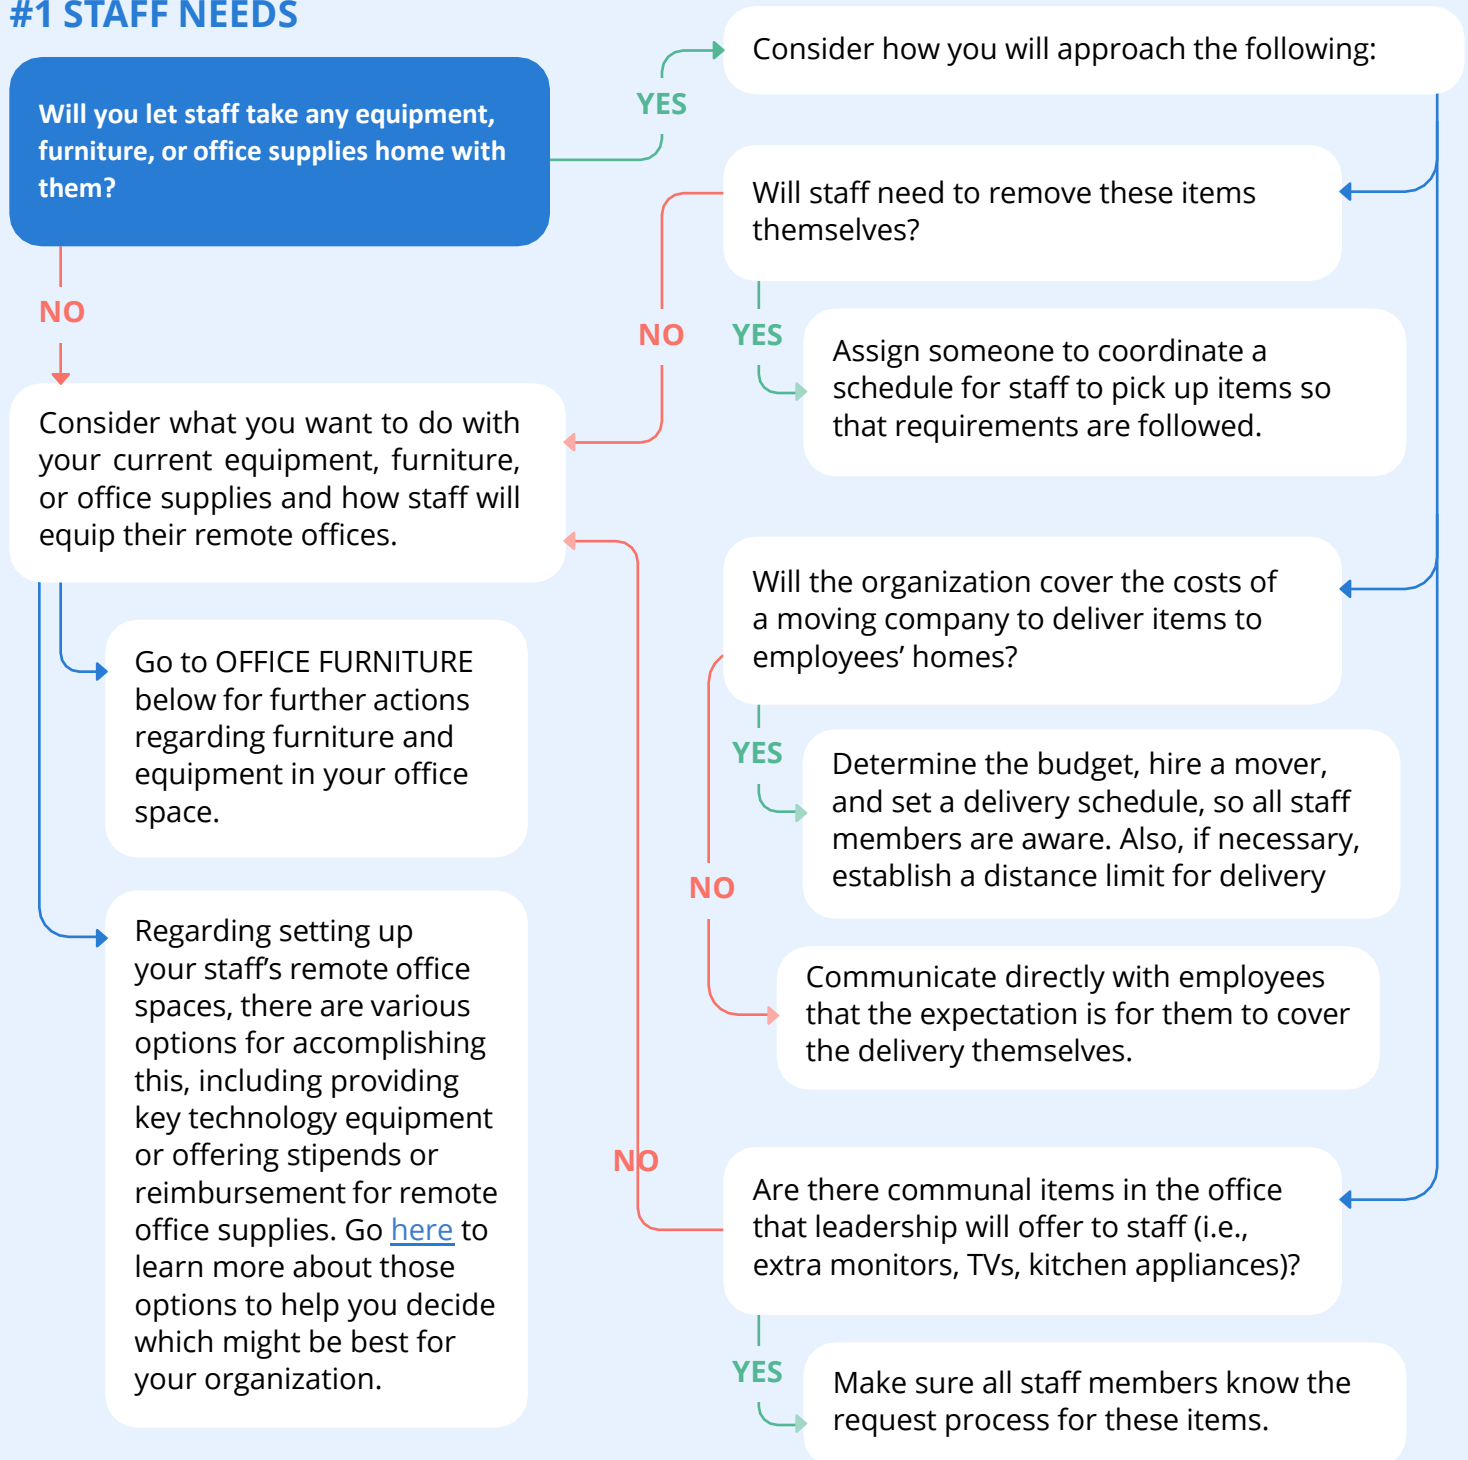 #1 STAFF NEEDS
Will you let staff take any equipment,
furniture, or office supplies home with
them?
YES
Consider how you will approach the following:
NO
Will staff need to remove these items
themselves?
NO
YES
Assign someone to coordinate a
schedule for staff to pick up items so
that requirements are followed.
Consider what you want to do with
your current equipment, furniture,
or office supplies and how staff will
equip their remote offices.
Go to OFFICE FURNITURE
below for further actions
regarding furniture and
equipment in your office
space.
Regarding setting up
your staff's remote office
spaces, there are various
options for accomplishing
this, including providing
key technology equipment
or offering stipends or
reimbursement for remote
office supplies. Go here to
learn more about those
options to help you decide
which might be best for
your organization.
Will the organization cover the costs of
a moving company to deliver items to
employees’ homes?
YES
Determine the budget, hire a mover,
and set a delivery schedule, so all staff
members are aware. Also, if necessary,
establish a distance limit for delivery
NO
Communicate directly with employees
that the expectation is for them to cover
the delivery themselves.
NO
Are there communal items in the office
that leadership will offer to staff (i.e.,
extra monitors, TVs, kitchen appliances)?
YES
Make sure all staff members know the
request process for these items.